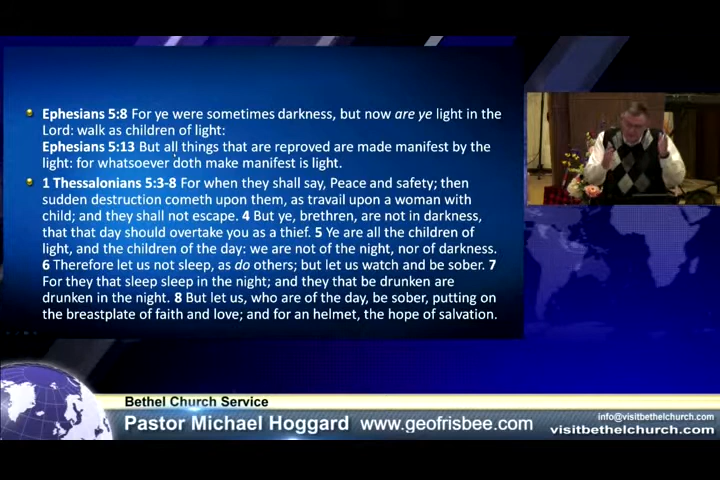 Ephesians 5:8 For ye were sometimes darkness, but now are ye light in the
Lord: walk as children of light:
Ephesians 5:13 But all things that are reproved are made manifest by the
light: for whatsoever doth make manifest is light.
1 Thessalonians 5:3-8 For when they shall say, Peace and safety; then
sudden destruction cometh upon them, as travail upon a woman with
child; and they shall not escape. 4 But ye, brethren, are not in darkness,
that that day should overtake you as a thief. 5 Ye are all the children of
light, and the children of the day: we are not of the night, nor of darkness.
6 Therefore let us not sleep, as do others; but let us watch and be sober. 7
For they that sleep sleep in the night; and they that be drunken are
drunken in the night. 8 But let us, who are of the day, be sober, putting on
the breastplate of faith and love; and for an helmet, the hope of salvation.
Bethel Church Service
Pastor Michael Hoggard www.geofrisbee.com
info@visitbethelchurch.com
visitbethelchurch.com